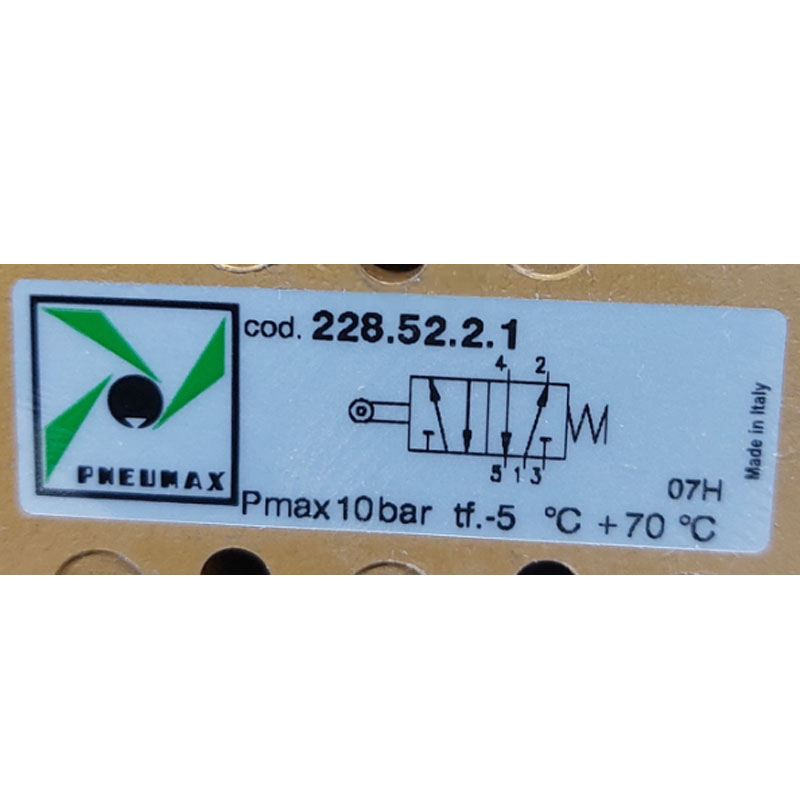 cod. 228.52.2.1
4 2
5 1 3
PNEUMAX
07H
Pmax 10 bar tf.-5 °C +70 °C
Made in Italy